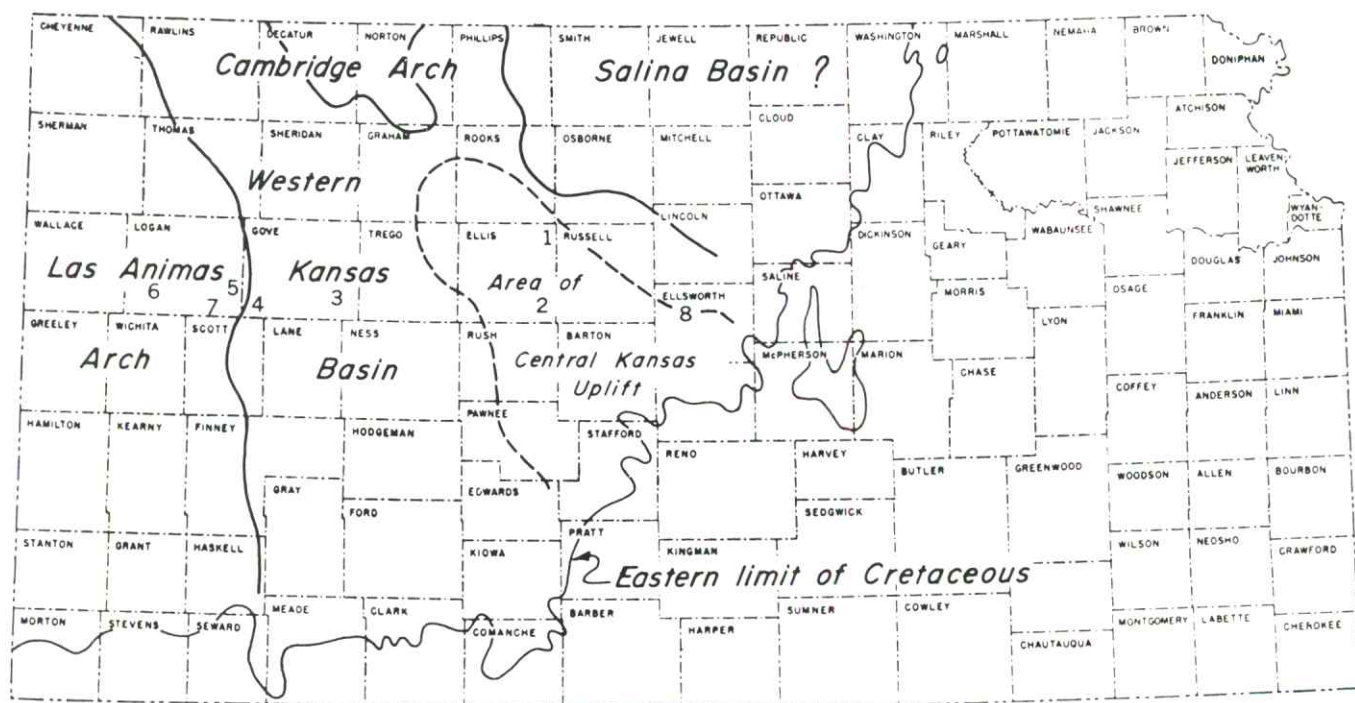 CHEYENNE RAWLINS DECATUR NORTON PHILLIPS SMITH JEWELL REPUBLIC WASHINGTON MARSHALL NEMAHA BROWN
DONIPHAN
Cambridge Arch Salina Basin ?
ATCHISON
CLOUD
SHERMAN THOMAS SHERIDAN GRAHAM ROOKS OSBORNE MITCHELL CLAY RILEY POTTAWATOMIE JACKSON
JEFFERSON LEAVEN
WORTH
Western
OTTAWA
WYAN-
DOTTE
LINCOLN SHAWNEE
WALLACE LOGAN GOVE TREGO ELLIS 1 RUSSELL DICKINSON WABAUNSEE
GEARY
DOUGLAS JOHNSON
Las Animas Kansas Area of SALINE
6 5 4 3 2 ELLSWORTH MORRIS OSAGE
7 8
GREELEY WICHITA SCOTT LANE NESS RUSH BARTON LYON FRANKLIN MIAMI
Arch Basin Central Kansas
Uplift
McPHERSON MARION
CHASE
COFFEY ANDERSON LINN
PAWNEE
HAMILTON KEARNY FINNEY HODGEMAN STAFFORD
RENO HARVEY BUTLER GREENWOOD WOODSON ALLEN BOURBON
GRAY EDWARDS
FORD SEDGWICK
PRATT
STANTON GRANT HASKELL KIOWA KINGMAN WILSON NEOSHO CRAWFORD
Eastern limit of Cretaceous
MEADE CLARK BARBER SUMNER COWLEY
MORTON STEVENS SEWARD COMANCHE HARPER MONTGOMERY LABETTE CHEROKEE
CHAUTAUQUA